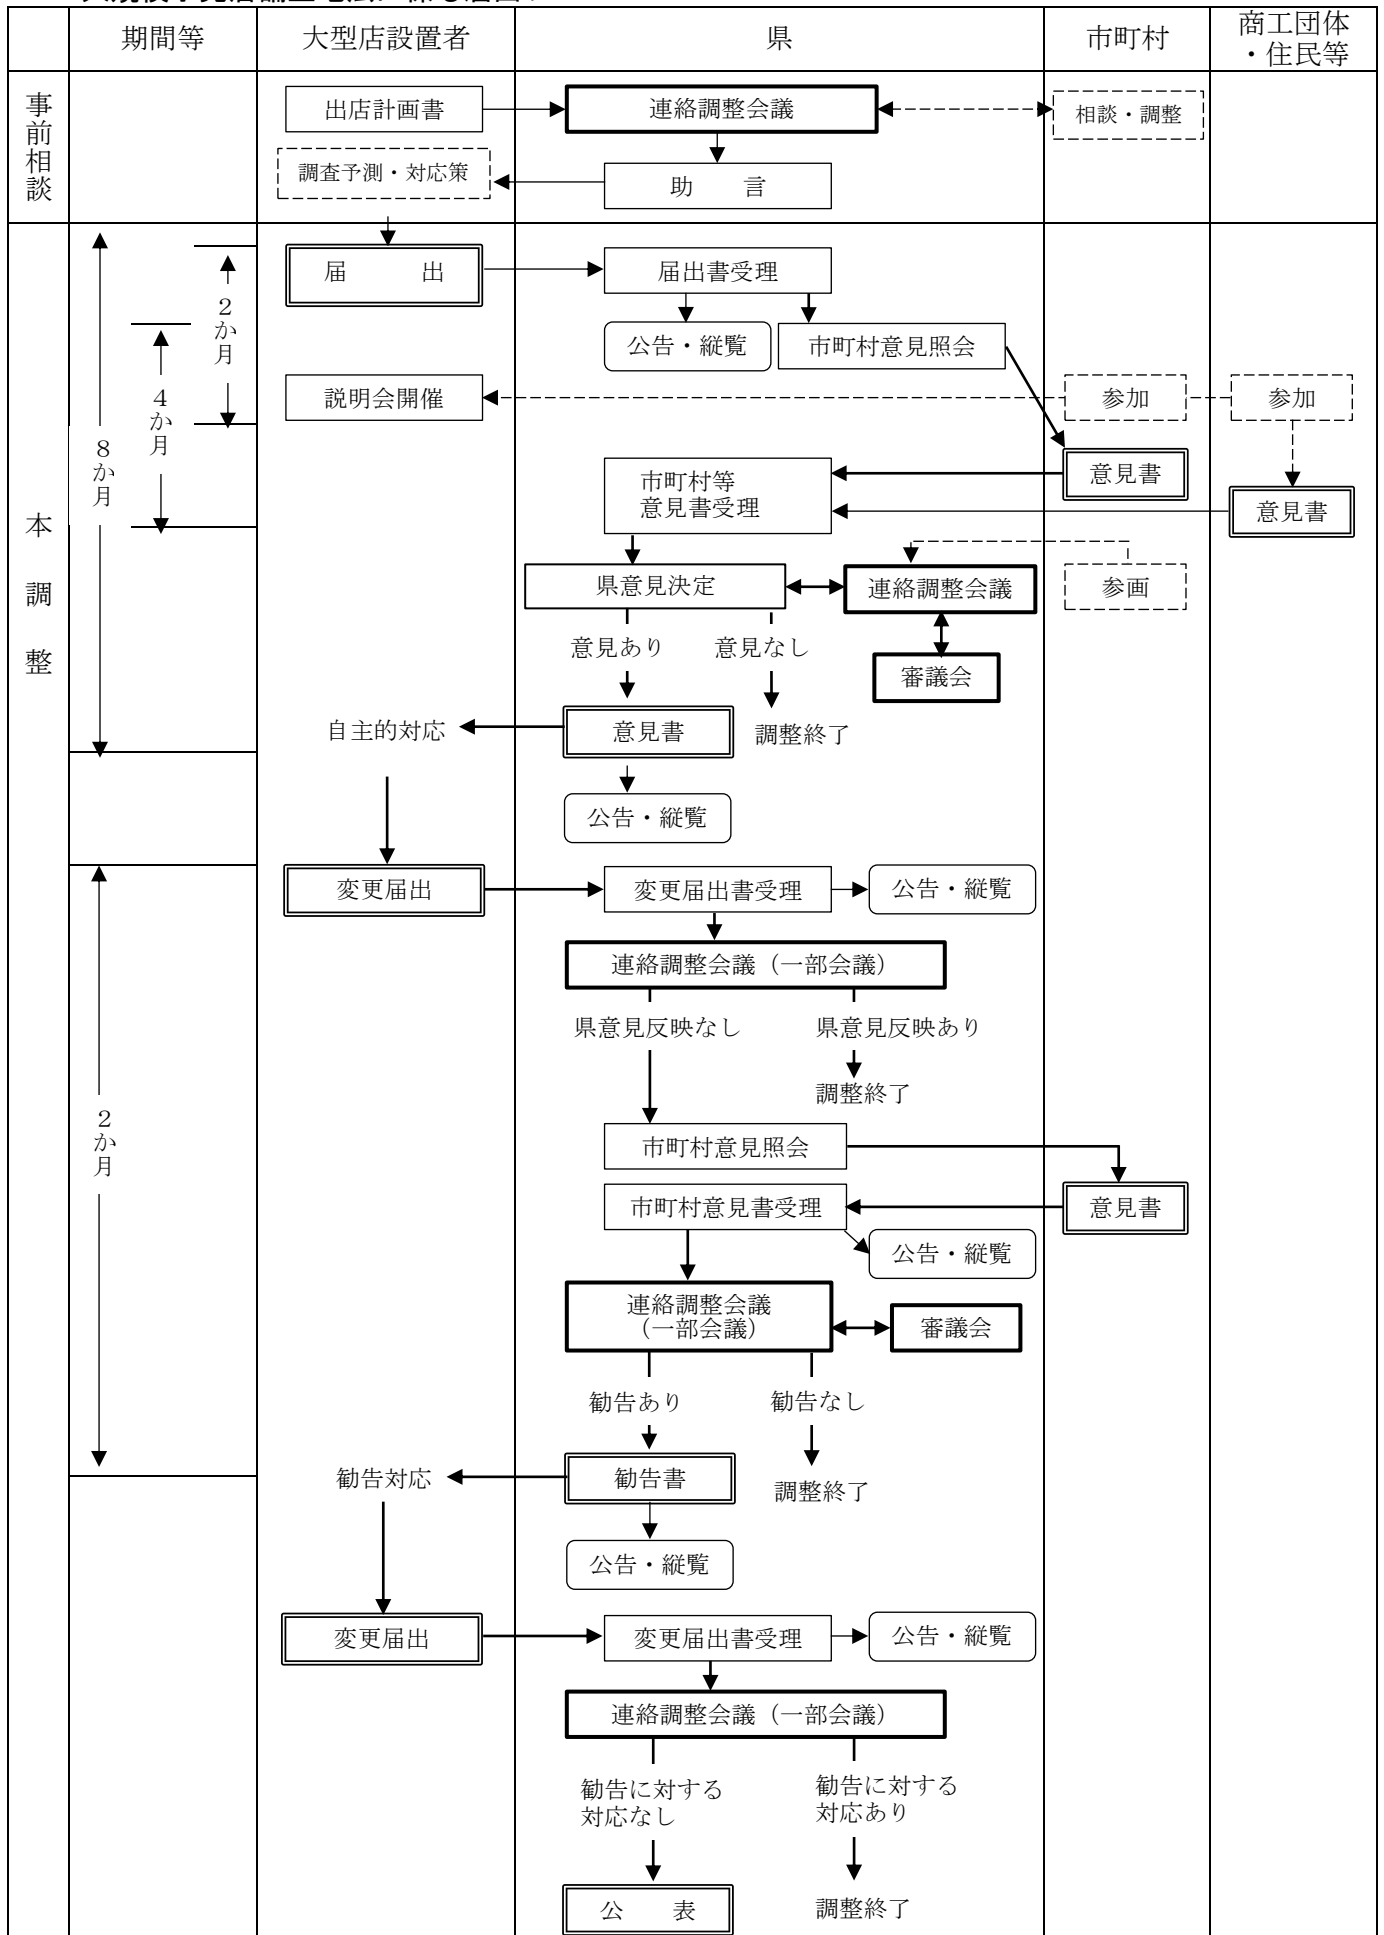 期間等
大型店設置者
県
市町村
商工団体
・住民等
事前相談
出店計画書
連絡調整会議
相談・調整
調査予測・対応策
助　　言
本調整
届　　　出
届出書受理
2か月
公告・縦覧
市町村意見照会
4か月
説明会開催
参加
参加
8か月
市町村等
意見書受理
意見書
意見書
県意見決定
連絡調整会議
参画
意見あり
意見なし
審議会
自主的対応
意見書
調整終了
公告・縦覧
変更届出
変更届出書受理
公告・縦覧
連絡調整会議（一部会議）
県意見反映なし
県意見反映あり
調整終了
2か月
市町村意見照会
市町村意見書受理
意見書
公告・縦覧
連絡調整会議
（一部会議）
審議会
勧告あり
勧告なし
勧告対応
勧告書
調整終了
公告・縦覧
変更届出
変更届出書受理
公告・縦覧
連絡調整会議（一部会議）
勧告に対する
対応なし
勧告に対する
対応あり
公　　表
調整終了